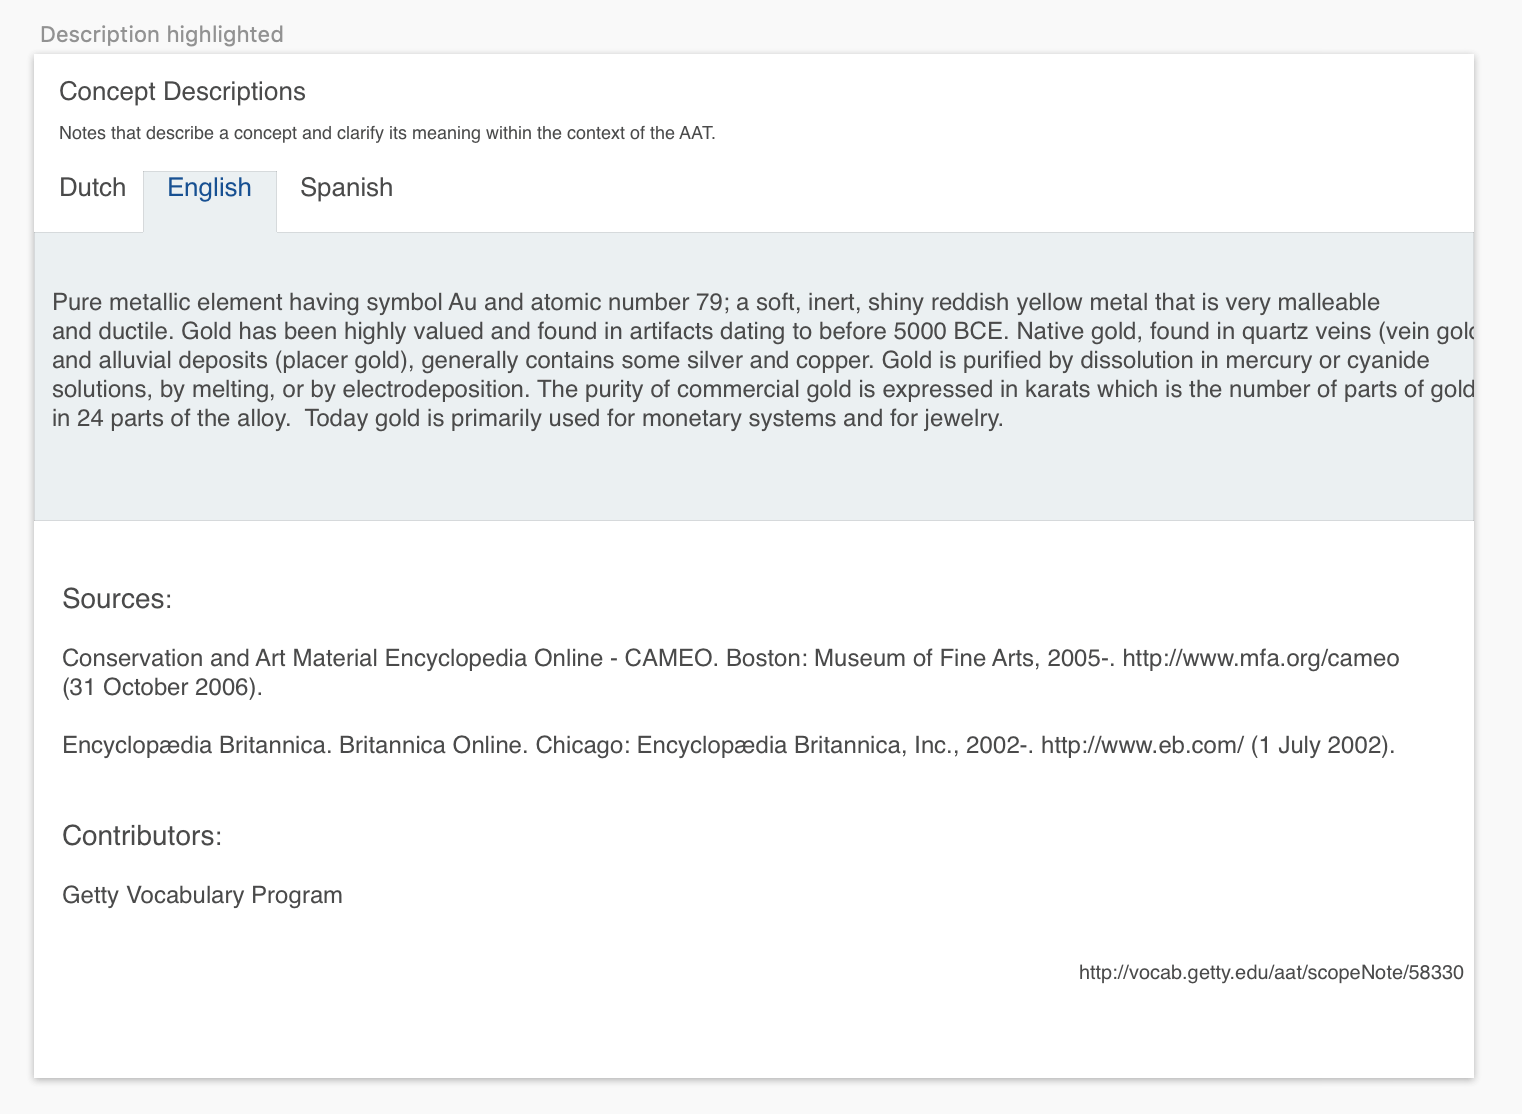 Description highlighted
Concept Descriptions
Notes that describe a concept and clarify its meaning within the context of the AAT.
Dutch English Spanish
Pure metallic element having symbol Au and atomic number 79; a soft, inert, shiny reddish yellow metal that is very malleable
and ductile. Gold has been highly valued and found in artifacts dating to before 5000 BCE. Native gold, found in quartz veins (vein gold
and alluvial deposits (placer gold), generally contains some silver and copper. Gold is purified by dissolution in mercury or cyanide
solutions, by melting, or by electrodeposition. The purity of commercial gold is expressed in karats which is the number of parts of gold
in 24 parts of the alloy.  Today gold is primarily used for monetary systems and for jewelry.
Sources:
Conservation and Art Material Encyclopedia Online - CAMEO. Boston: Museum of Fine Arts, 2005-. http://www.mfa.org/cameo
(31 October 2006).
Encyclopædia Britannica. Britannica Online. Chicago: Encyclopædia Britannica, Inc., 2002-. http://www.eb.com/ (1 July 2002).
Contributors:
Getty Vocabulary Program
http://vocab.getty.edu/aat/scopeNote/58330